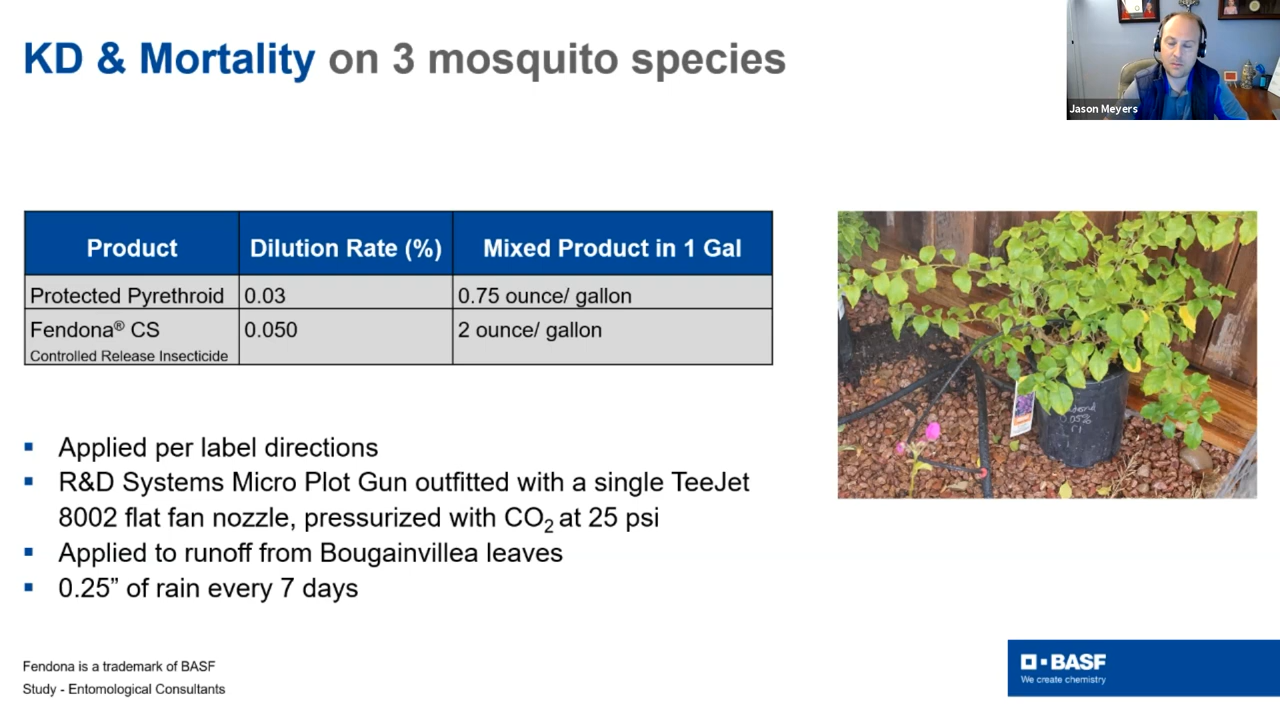 KD & Mortality on 3 mosquito species
Jason Meyers
Product
Dilution Rate (%)
Mixed Product in 1 Gal
Protected Pyrethroid
0.03
0.75 ounce/ gallon
Fendona® CS
0.050
2 ounce/ gallon
Controlled Release Insecticide
05%
▪ Applied per label directions
▪ R&D Systems Micro Plot Gun outfitted with a single TeeJet
8002 flat fan nozzle, pressurized with CO₂ at 25 psi
▪ Applied to runoff from Bougainvillea leaves
▪ 0.25” of rain every 7 days
Fendona is a trademark of BASF
Study - Entomological Consultants
BASF
We create chemistry